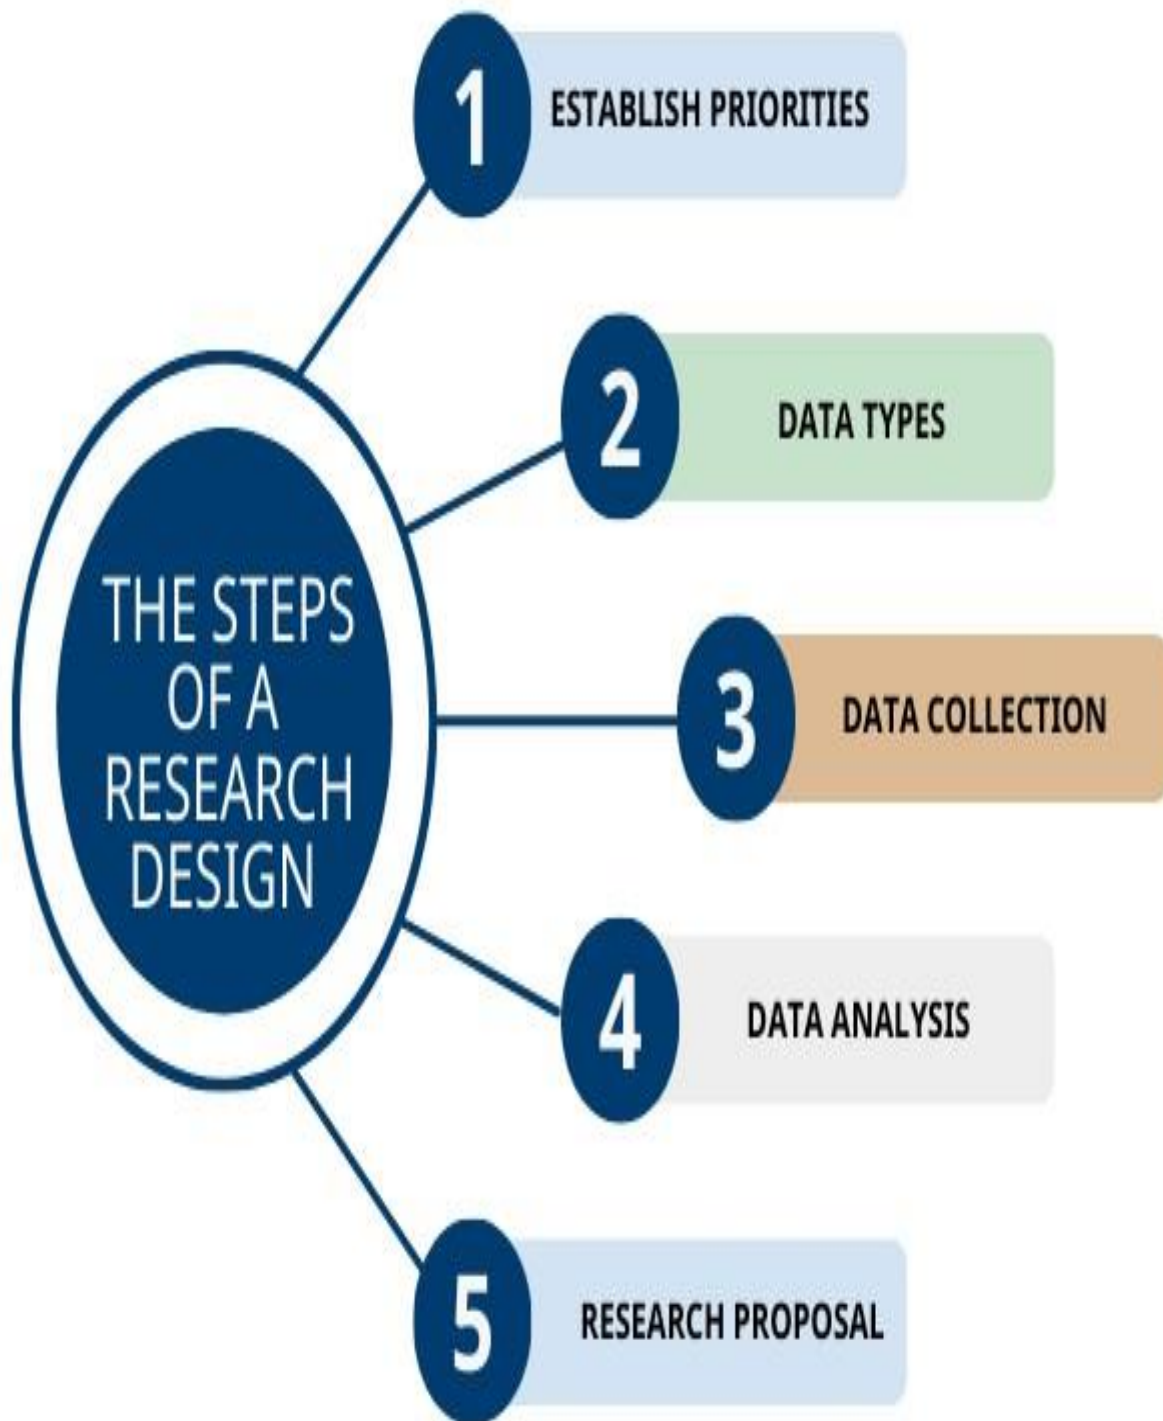 1
ESTABLISH PRIORITIES
2
DATA TYPES
THE STEPS
OF A
RESEARCH
DESIGN
3
DATA COLLECTION
4
DATA ANALYSIS
5
RESEARCH PROPOSAL